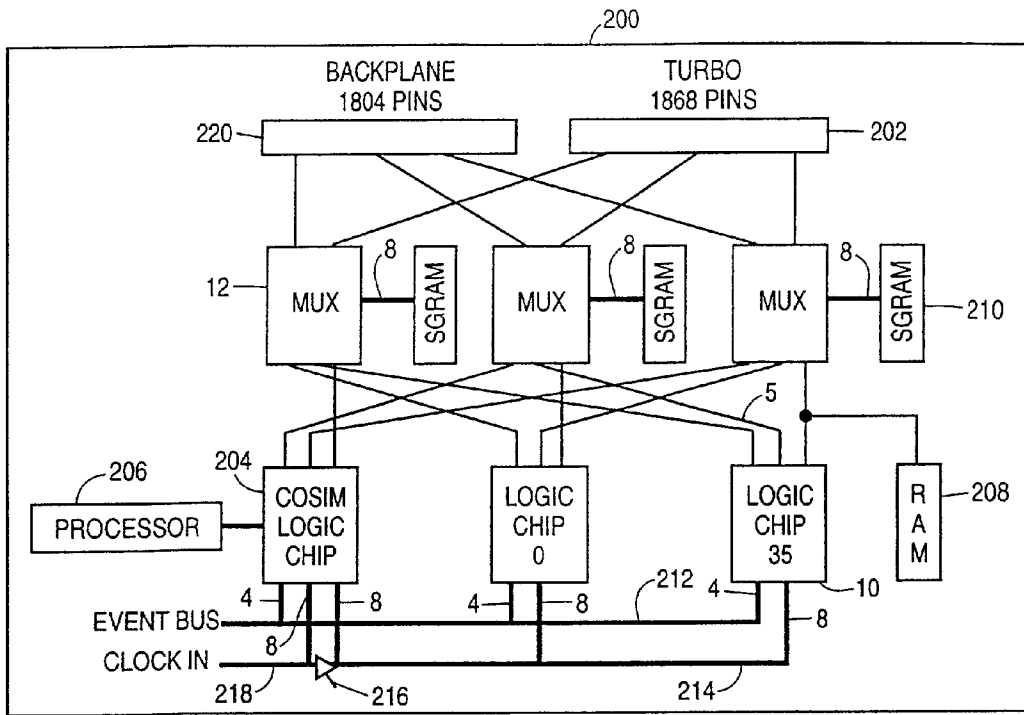 200
BACKPLANE
1804 PINS
TURBO
1868 PINS
220
202
12
MUX
8
SGRAM
MUX
8
SGRAM
MUX
8
SGRAM
210
5
204
206
PROCESSOR
COSIM
LOGIC
CHIP
LOGIC
CHIP
0
LOGIC
CHIP
35
RAM
208
10
4
8
8
4
8
212
4
8
EVENT BUS
CLOCK IN
218
216
214